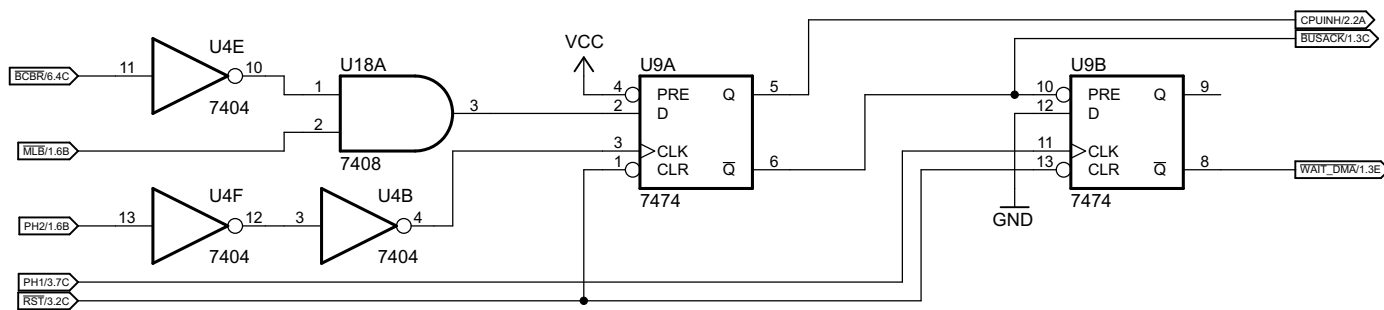 CPUINH/2.2A
BUSACK/1.3C
VCC
U4E
U18A
U9A
U9B
BCBR/6.4C
11
10
1
3
4
PRE
Q
5
10
PRE
Q
9
7404
2
D
12
D
2
MLB/1.6B
7408
3
CLK
11
CLK
1
CLR
Q
6
13
CLR
Q
8
WAIT_DMA/1.3E
U4F
U4B
7474
7474
PH2/1.6B
13
12
3
4
GND
7404
7404
PH1/3.7C
RST/3.2C